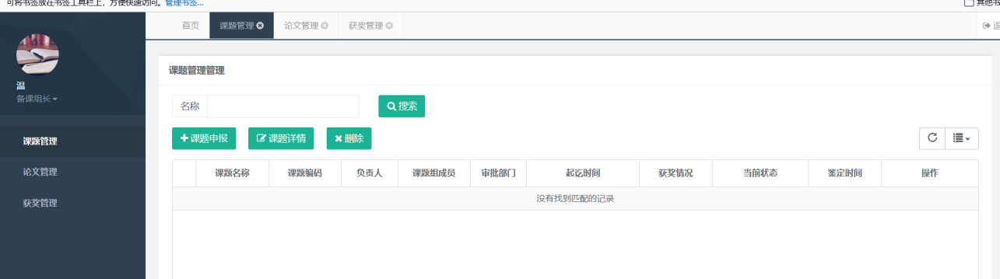 可将书签放在书签工具栏上，方便快速访问。管理书签... 其他书
首页 课题管理 论文管理 获奖管理 退
温
备课组长
课题管理
论文管理
获奖管理
课题管理管理
名称 搜索
课题申报 课题详情 删除
课题名称 课题编码 负责人 课题组成员 审批部门 起讫时间 获奖情况 当前状态 鉴定时间 操作
没有找到匹配的记录